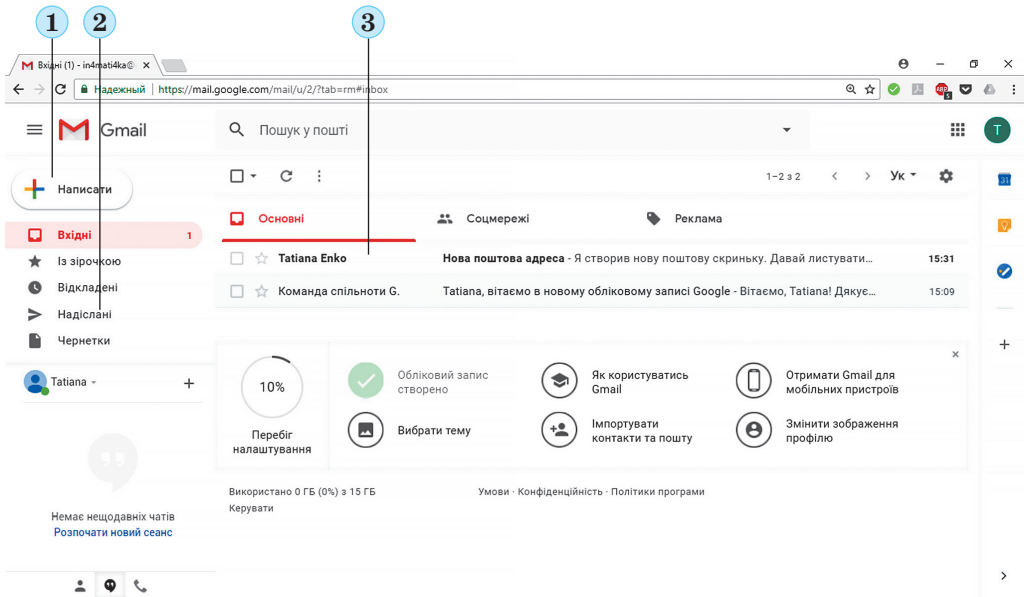 1 2 3
Вхідні (1) - in4mati4ka@
Надежный | https://mail.google.com/mail/u/2/?tab=rm#inbox
Gmail
Пошук у пошті
T
Написати
1–2 з 2
Ук
31
Основні
Соцмережі
Реклама
Вхідні 1
Із зірочкою
Відкладені
Надіслані
Чернетки
Tatiana Enko Нова поштова адреса - Я створив нову поштову скриньку. Давай листувати... 15:31
Команда спільноти G. Tatiana, вітаємо в новому обліковому записі Google - Вітаємо, Tatiana! Дякує... 15:09
Tatiana
10%
Перебіг
налаштування
Обліковий запис
створено
Як користуватись
Gmail
Отримати Gmail для
мобільних пристроїв
Вибрати тему
Імпортувати
контакти та пошту
Змінити зображення
профілю
Використано 0 ГБ (0%) з 15 ГБ
Керувати
Умови · Конфіденційність · Політики програми
Немає нещодавніх чатів
Розпочати новий сеанс